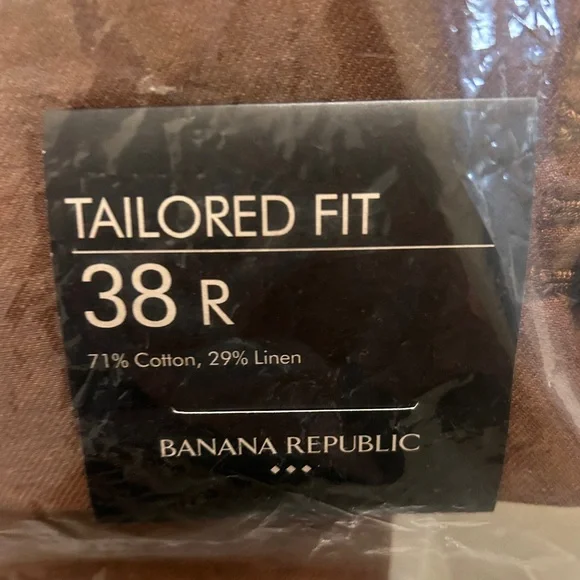 TAILORED FIT
38 R
71% Cotton, 29% Linen
BANANA REPUBLIC